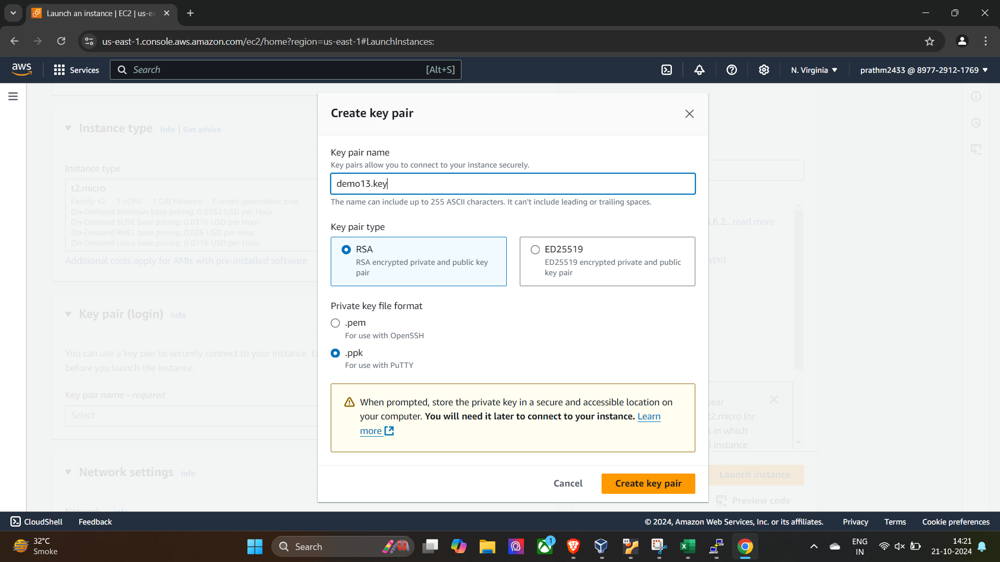 Launch an instance | EC2 | us-ea
us-east-1.console.aws.amazon.com/ec2/home?region=us-east-1#LaunchInstances:
aws
Services
Search
[Alt+S]
N. Virginia
prathm2433 @ 8977-2912-1769
Instance type
Info | Get advice
Instance type
t2.micro
Family: t2 1 vCPU 1 GiB Memory Current generation: true
On-Demand Windows base pricing: 0.0162 USD per Hour
On-Demand SUSE base pricing: 0.0116 USD per Hour
On-Demand RHEL base pricing: 0.026 USD per Hour
On-Demand Linux base pricing: 0.0116 USD per Hour
Additional costs apply for AMIs with pre-installed software
Key pair (login)
Info
You can use a key pair to securely connect to your instance.
before you launch the instance.
Key pair name - required
Select
Network settings
Info
Network Info
Create key pair
Key pair name
Key pairs allow you to connect to your instance securely.
demo13.key
The name can include up to 255 ASCII characters. It can't include leading or trailing spaces.
Key pair type
RSA
RSA encrypted private and public key
pair
ED25519
ED25519 encrypted private and public
key pair
Private key file format
.pem
For use with OpenSSH
.ppk
For use with PuTTY
When prompted, store the private key in a secure and accessible location on
your computer. You will need it later to connect to your instance. Learn
more
Cancel
Create key pair
.6.2...read more
ype)
year
t2.micro (or
s in which
) instance
Launch instance
Preview code
CloudShell
Feedback
© 2024, Amazon Web Services, Inc. or its affiliates.
Privacy
Terms
Cookie preferences
32°C
Smoke
Search
1
64
ENG
IN
14:21
21-10-2024